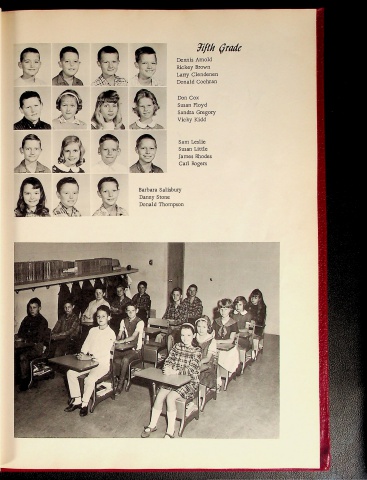 Fifth Grade
Dennis Arnold
Rickey Brown
Larry Clendenen
Donald Cochran
Don Cox
Susan Floyd
Sandra Gregory
Vicky Kidd
Sam Leslie
Susan Little
James Rhodes
Carl Rogers
Barbara Salisbury
Danny Stone
Donald Thompson